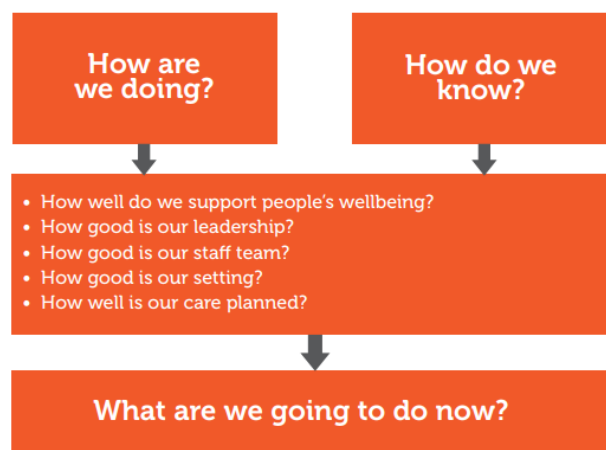 How are
we doing?
How do we
know?
• How well do we support people's wellbeing?
• How good is our leadership?
• How good is our staff team?
• How good is our setting?
• How well is our care planned?
What are we going to do now?